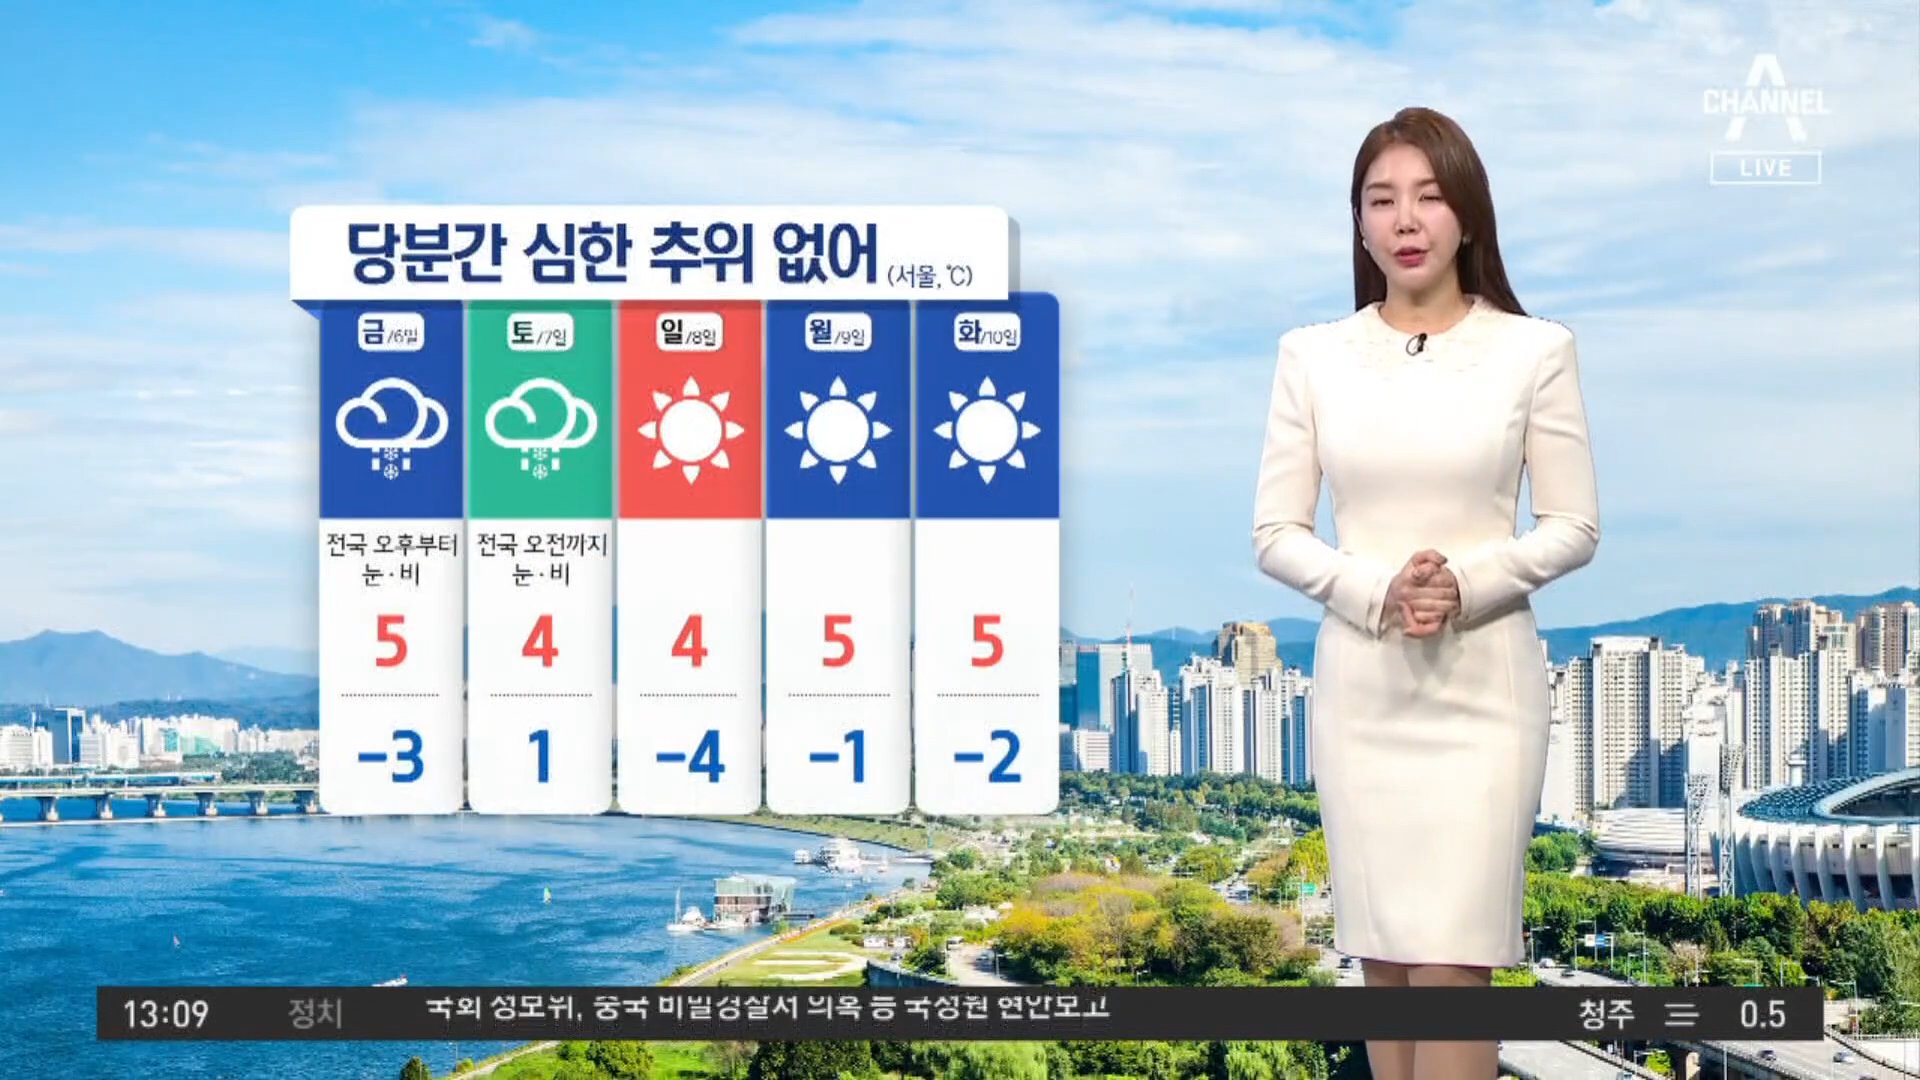 CHANNEL A
LIVE
당분간 심한 추위 없어 (서울, ℃)
금/6일 토/7일 일/8일 월/9일 화/10일
전국 오후부터 전국 오전까지
눈·비 눈·비
5 4 4 5 5
-3 1 -4 -1 -2
13:09 정치 국회 정보위, 중국 비밀경찰서 의혹 등 국정원 현안보고 청주 0.5